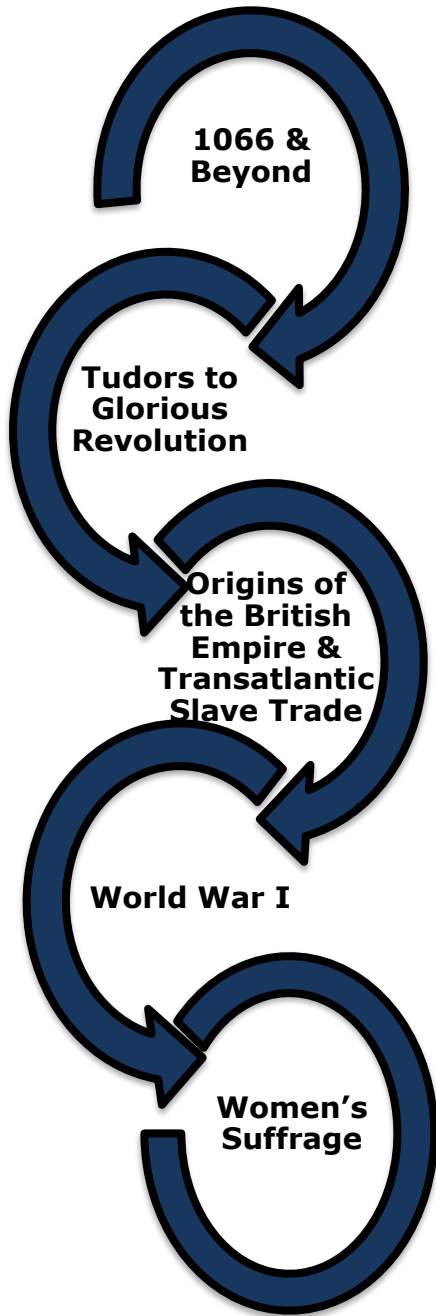 1066 &
Beyond
Tudors to
Glorious
Revolution
Origins of
the British
Empire &
Transatlantic
Slave Trade
World War I
Women’s
Suffrage